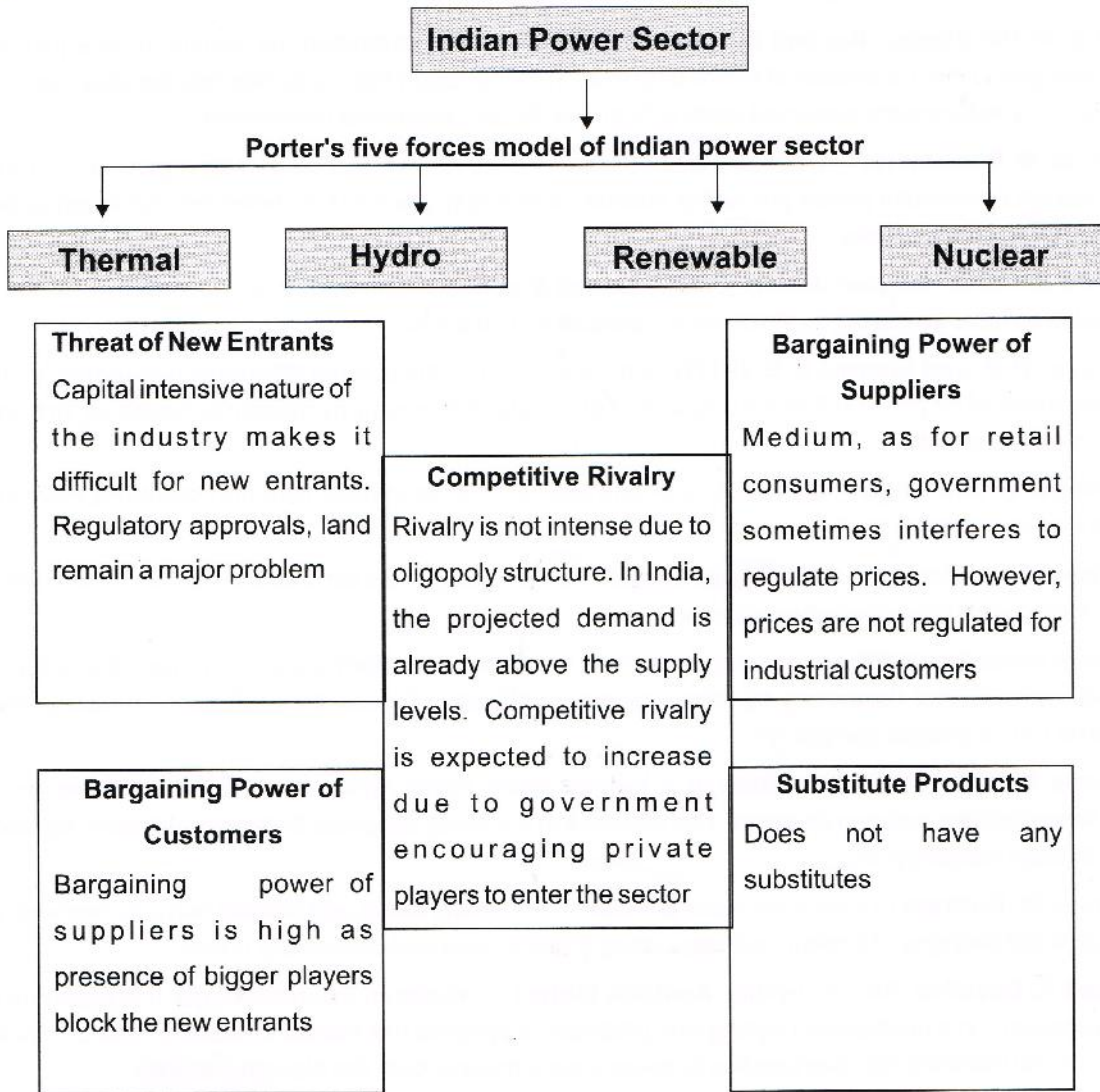 Indian Power Sector
Porter's five forces model of Indian power sector
Thermal
Hydro
Renewable
Nuclear
Threat of New Entrants
Capital intensive nature of
the industry makes it
difficult for new entrants.
Regulatory approvals, land
remain a major problem
Bargaining Power of
Suppliers
Medium, as for retail
consumers, government
sometimes interferes to
regulate prices. However,
prices are not regulated for
industrial customers
Competitive Rivalry
Rivalry is not intense due to
oligopoly structure. In India,
the projected demand is
already above the supply
levels. Competitive rivalry
is expected to increase
due to government
encouraging private
players to enter the sector
Bargaining Power of
Customers
Bargaining power of
suppliers is high as
presence of bigger players
block the new entrants
Substitute Products
Does not have any
substitutes